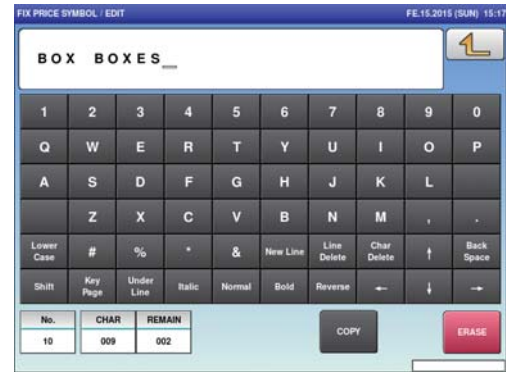 FIX PRICE SYMBOL / EDIT FE.15.2015 (SUN) 15:17
BOX BOXES_
1 2 3 4 5 6 7 8 9 0
Q W E R T Y U I O P
A S D F G H J K L
Z X C V B N M , .
Lower Case # % * & New Line Line Delete Char Delete ↑ Back Space
Shift Key Page Under Line Italic Normal Bold Reverse ← ↓ →
No. CHAR REMAIN
10 009 002
COPY ERASE